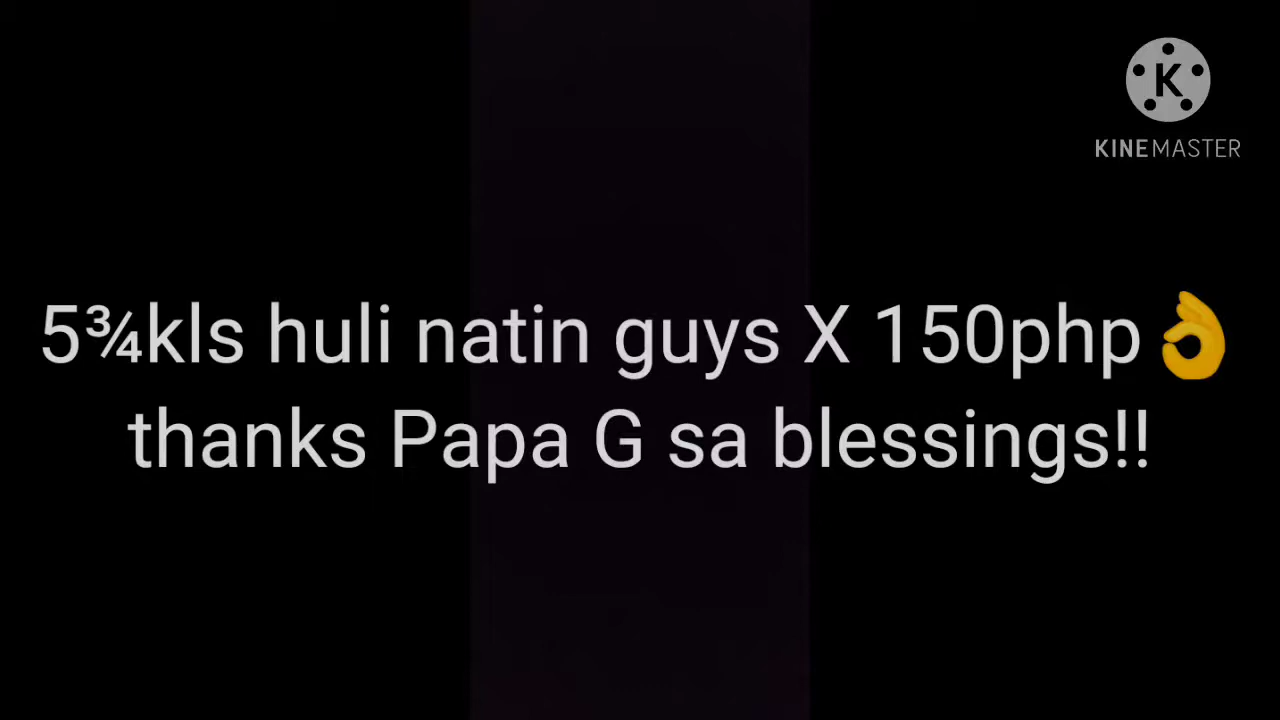 K
KINEMASTER
5¾kls huli natin guys X 150php👌
thanks Papa G sa blessings!!